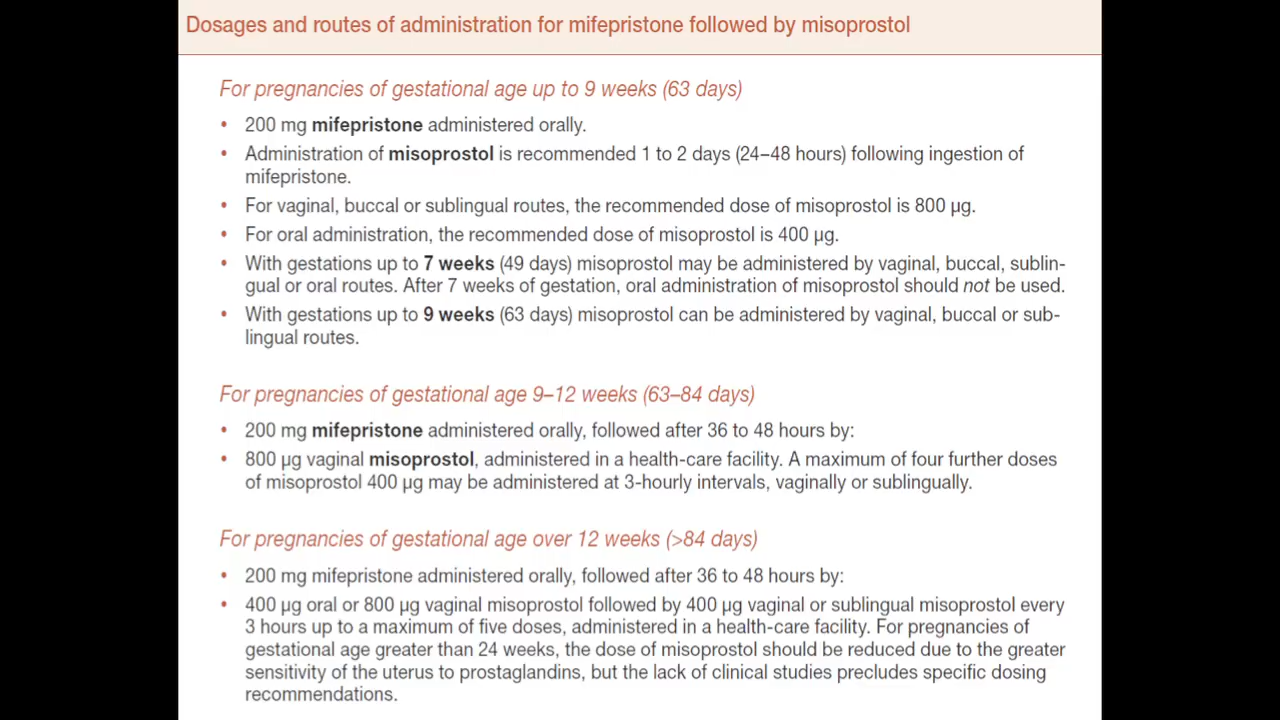 Dosages and routes of administration for mifepristone followed by misoprostol
For pregnancies of gestational age up to 9 weeks (63 days)
• 200 mg mifepristone administered orally.
• Administration of misoprostol is recommended 1 to 2 days (24–48 hours) following ingestion of
mifepristone.
• For vaginal, buccal or sublingual routes, the recommended dose of misoprostol is 800 µg.
• For oral administration, the recommended dose of misoprostol is 400 µg.
• With gestations up to 7 weeks (49 days) misoprostol may be administered by vaginal, buccal, sublin-
gual or oral routes. After 7 weeks of gestation, oral administration of misoprostol should not be used.
• With gestations up to 9 weeks (63 days) misoprostol can be administered by vaginal, buccal or sub-
lingual routes.
For pregnancies of gestational age 9–12 weeks (63–84 days)
• 200 mg mifepristone administered orally, followed after 36 to 48 hours by:
• 800 µg vaginal misoprostol, administered in a health-care facility. A maximum of four further doses
of misoprostol 400 µg may be administered at 3-hourly intervals, vaginally or sublingually.
For pregnancies of gestational age over 12 weeks (>84 days)
• 200 mg mifepristone administered orally, followed after 36 to 48 hours by:
• 400 µg oral or 800 µg vaginal misoprostol followed by 400 µg vaginal or sublingual misoprostol every
3 hours up to a maximum of five doses, administered in a health-care facility. For pregnancies of
gestational age greater than 24 weeks, the dose of misoprostol should be reduced due to the greater
sensitivity of the uterus to prostaglandins, but the lack of clinical studies precludes specific dosing
recommendations.